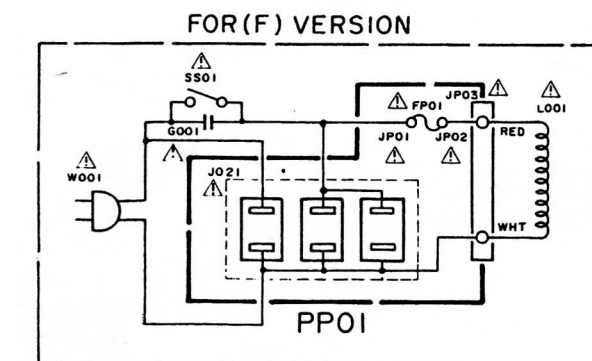 FOR(F) VERSION
SS01
G001
W001
J021
FP01
JP01
JP02
JP03
L001
RED
WHT
PP01